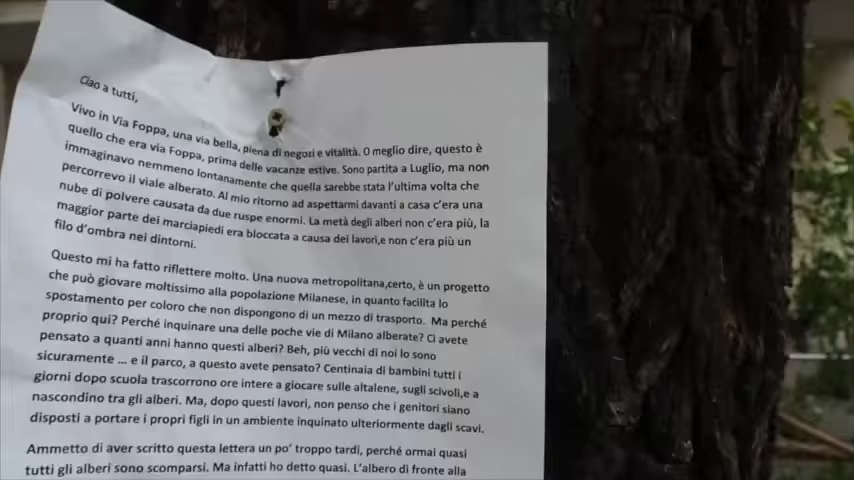 Ciao a tutti,
Vivo in Via Foppa, una via bella, piena di negozi e vitalità. O meglio dire, questo è
quello che era via Foppa, prima delle vacanze estive. Sono partita a Luglio, ma non
immaginavo nemmeno lontanamente che quella sarebbe stata l'ultima volta che
percorrevo il viale alberato. Al mio ritorno ad aspettarmi davanti a casa c'era una
nube di polvere causata da due ruspe enormi. La metà degli alberi non c'era più, la
maggior parte dei marciapiedi era bloccata a causa dei lavori,e non c'era più un
filo d'ombra nei dintorni.
Questo mi ha fatto riflettere molto. Una nuova metropolitana,certo, è un progetto
che può giovare moltissimo alla popolazione Milanese, in quanto facilita lo
spostamento per coloro che non dispongono di un mezzo di trasporto. Ma perché
proprio qui? Perché inquinare una delle poche vie di Milano alberate? Ci avete
pensato a quanti anni hanno questi alberi? Beh, più vecchi di noi lo sono
sicuramente … e il parco, a questo avete pensato? Centinaia di bambini tutti i
giorni dopo scuola trascorrono ore intere a giocare sulle altalene, sugli scivoli,e a
nascondino tra gli alberi. Ma, dopo questi lavori, non penso che i genitori siano
disposti a portare i propri figli in un ambiente inquinato ulteriormente dagli scavi.
Ammetto di aver scritto questa lettera un po' troppo tardi, perché ormai quasi
tutti gli alberi sono scomparsi. Ma infatti ho detto quasi. L'albero di fronte alla